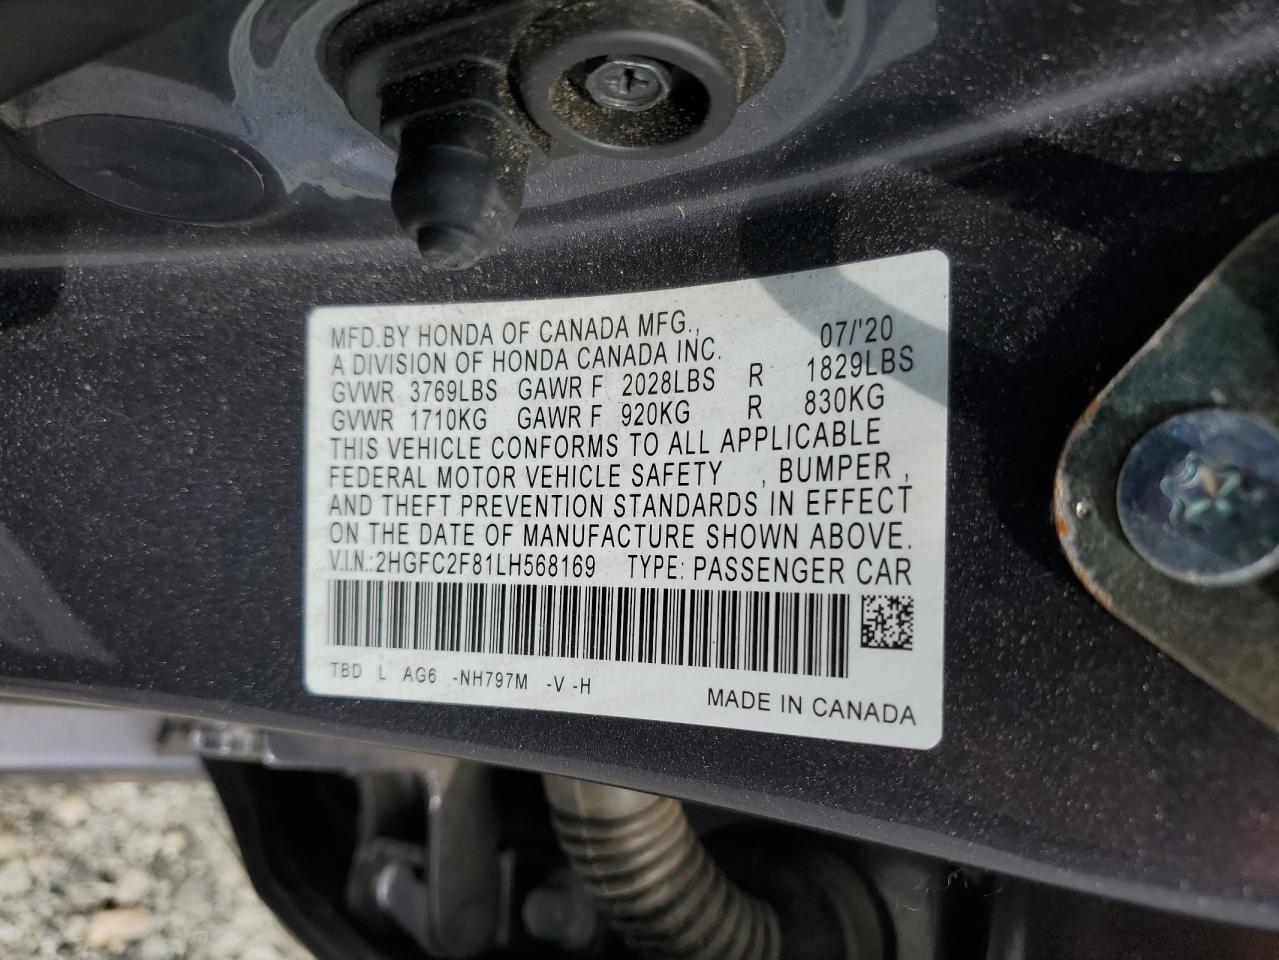 MFD.BY HONDA OF CANADA MFG., 07/'20
A DIVISION OF HONDA CANADA INC.
GVWR 3769LBS GAWR F 2028LBS R 1829LBS
GVWR 1710KG GAWR F 920KG R 830KG
THIS VEHICLE CONFORMS TO ALL APPLICABLE
FEDERAL MOTOR VEHICLE SAFETY , BUMPER ,
AND THEFT PREVENTION STANDARDS IN EFFECT
ON THE DATE OF MANUFACTURE SHOWN ABOVE.
V.I.N.:2HGFC2F81LH568169 TYPE: PASSENGER CAR
TBD L AG6 -NH797M -V -H
MADE IN CANADA